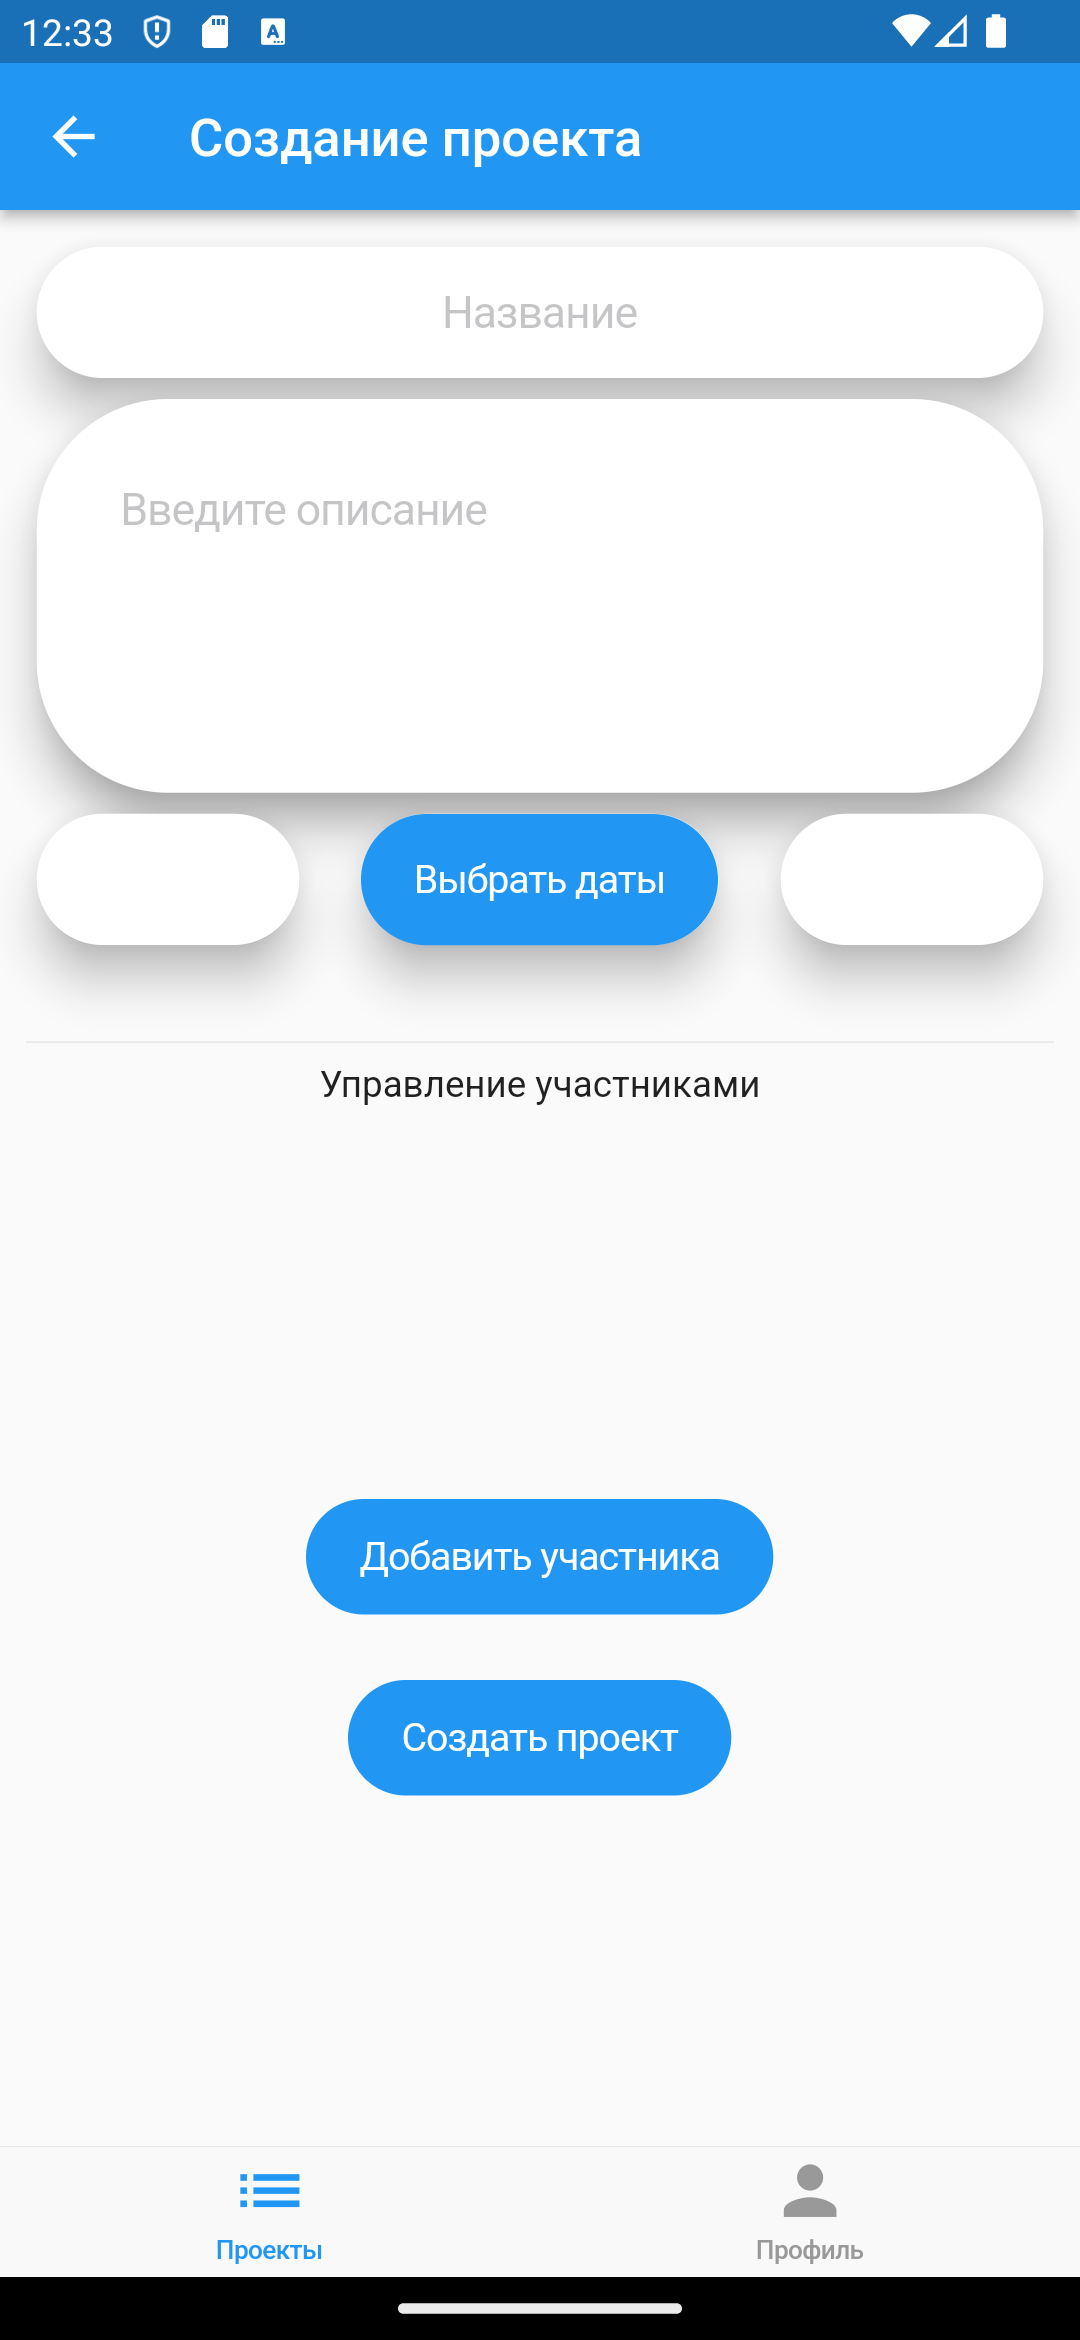 12:33
Создание проекта
Название
Введите описание
Выбрать даты
Управление участниками
Добавить участника
Создать проект
Проекты
Профиль